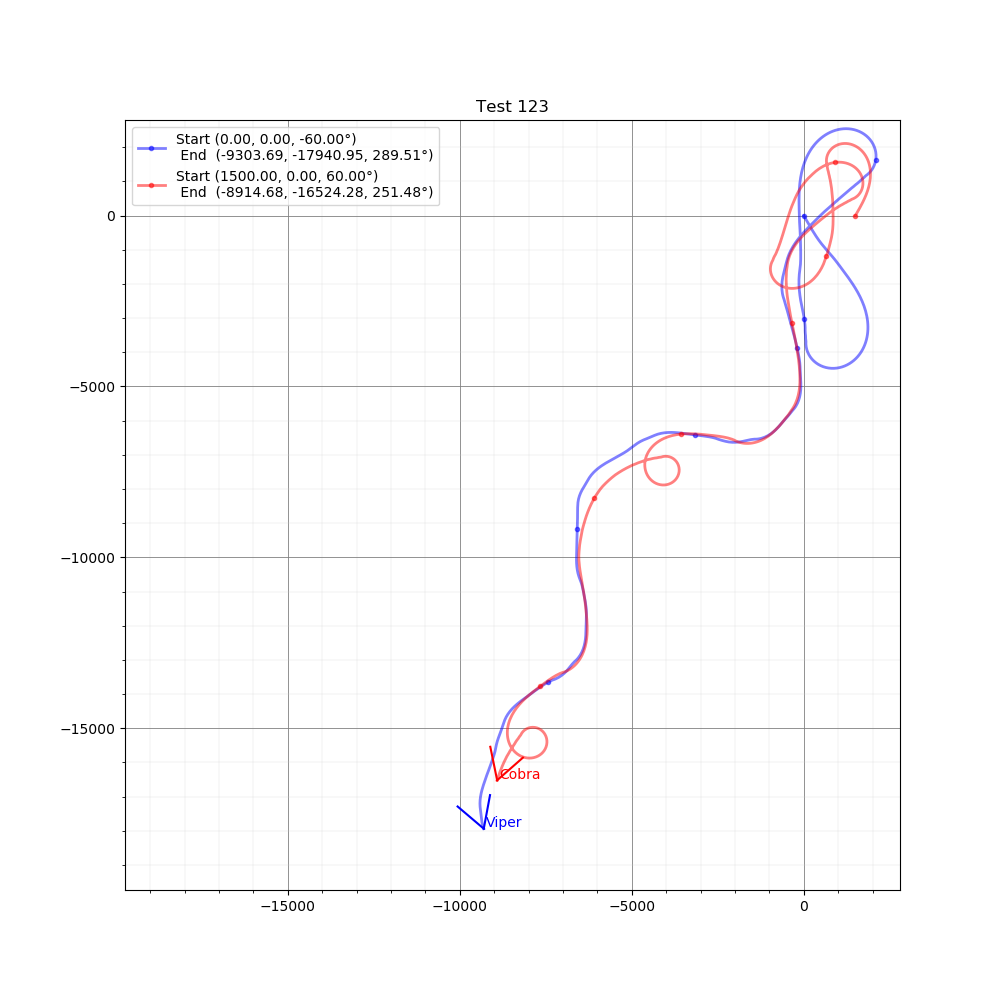 Test 123
Start (0.00, 0.00, -60.00°)
End  (-9303.69, -17940.95, 289.51°)
Start (1500.00, 0.00, 60.00°)
End  (-8914.68, -16524.28, 251.48°)
0
−5000
−10000
−15000
Cobra
Viper
−15000
−10000
−5000
0